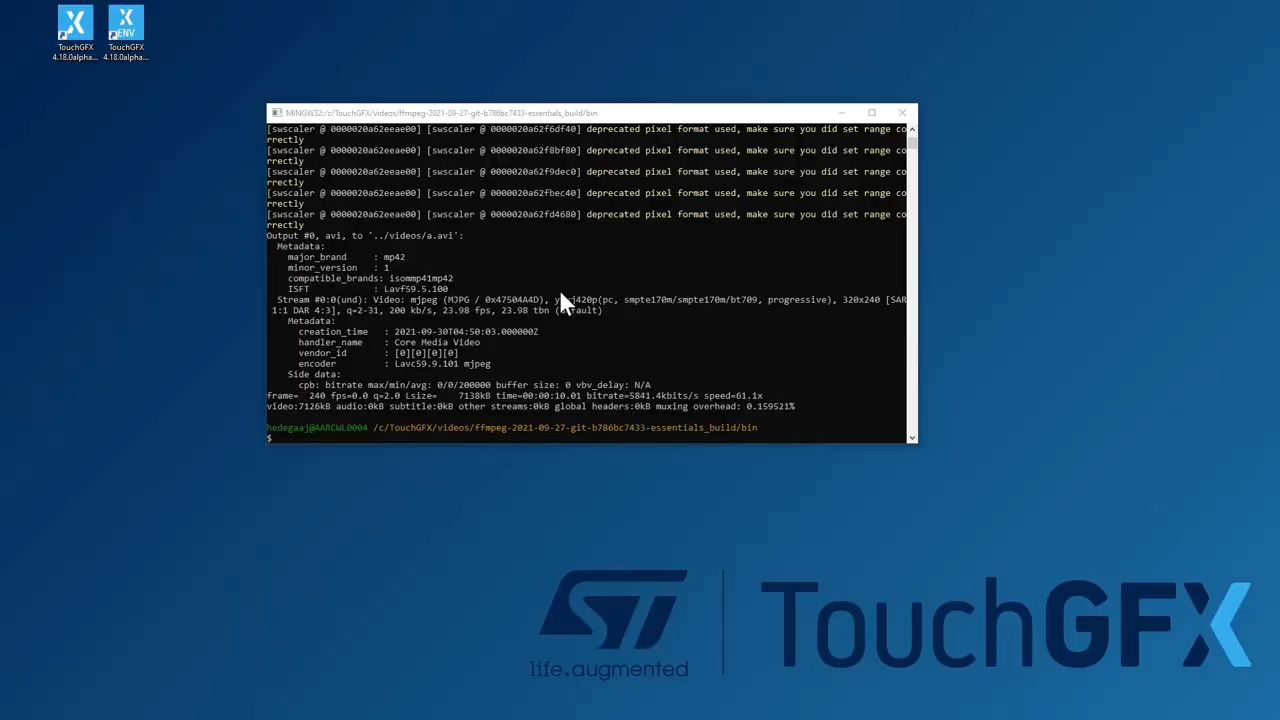 X
X
ENV
TouchGFX
4.18.0alpha...
TouchGFX
4.18.0alpha...
MINGW32:/c/TouchGFX/videos/ffmpeg-2021-09-27-git-b786bc7433-essentials_build/bin
[swscaler @ 0000020a62eeae00] [swscaler @ 0000020a62f6df40] deprecated pixel format used, make sure you did set range co
rrectly
[swscaler @ 0000020a62eeae00] [swscaler @ 0000020a62f8bf80] deprecated pixel format used, make sure you did set range co
rrectly
[swscaler @ 0000020a62eeae00] [swscaler @ 0000020a62f9dec0] deprecated pixel format used, make sure you did set range co
rrectly
[swscaler @ 0000020a62eeae00] [swscaler @ 0000020a62fbec40] deprecated pixel format used, make sure you did set range co
rrectly
[swscaler @ 0000020a62eeae00] [swscaler @ 0000020a62fd4680] deprecated pixel format used, make sure you did set range co
rrectly
Output #0, avi, to '../videos/a.avi':
Metadata:
major_brand : mp42
minor_version : 1
compatible_brands: isommp41mp42
ISFT : Lavf59.5.100
Stream #0:0(und): Video: mjpeg (MJPG / 0x47504A4D), (pc, smpte170m/smpte170m/bt709, progressive), 320x240 [SAR
1:1 DAR 4:3], q=2-31, 200 kb/s, 23.98 fps, 23.98 tbn
Metadata:
creation_time : 2021-09-30T04:50:03.000000Z
handler_name : Core Media Video
vendor_id : [0][0][0][0]
encoder : Lavc59.9.101 mjpeg
Side data:
cpb: bitrate max/min/avg: 0/0/200000 buffer size: 0 vbv_delay: N/A
frame= 240 fps=0.0 q=2.0 Lsize= 7138kB time=00:00:10.01 bitrate=5841.4kbits/s speed=61.1x
video:7126kB audio:0kB subtitle:0kB other streams:0kB global headers:0kB muxing overhead: 0.159521%
hedegaaj@AARCWL0004 /c/TouchGFX/videos/ffmpeg-2021-09-27-git-b786bc7433-essentials_build/bin
$
ST
life.augmented
TouchGFX